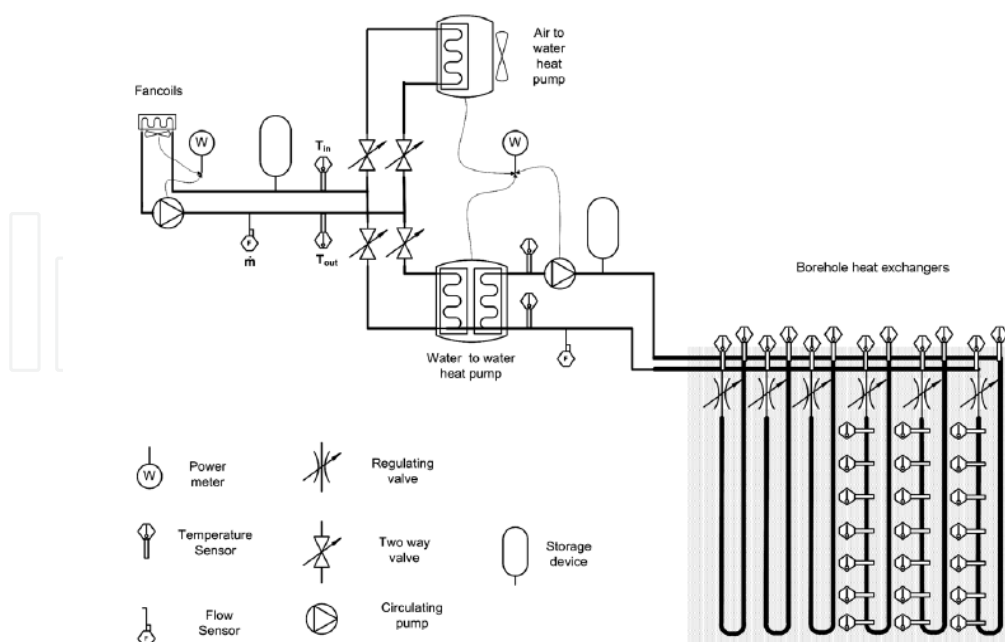 Air to
water
heat
pump
Fancoils
W
W
Tin
ṁ
Tout
F
F
Borehole heat exchangers
Water to water
heat pump
W
Power
meter
Regulating
valve
Temperature
Sensor
Two way
valve
Storage
device
Flow
Sensor
F
Circulating
pump